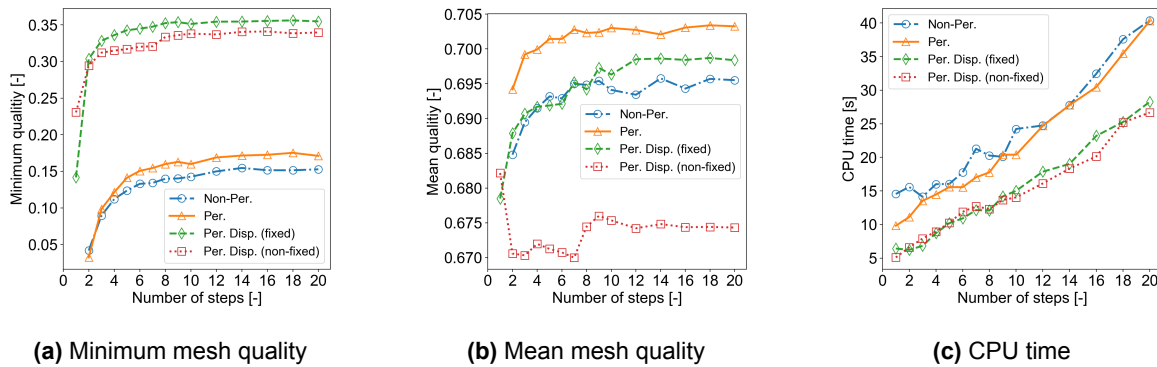 0.35
0.30
0.25
0.20
0.15
0.10
0.05
Minimum qualitiy [-]
Non-Per.
Per.
Per. Disp. (fixed)
Per. Disp. (non-fixed)
0 2 4 6 8 10 12 14 16 18 20
Number of steps [-]
(a) Minimum mesh quality
0.705
0.700
0.695
0.690
0.685
0.680
0.675
0.670
Mean qualitiy [-]
Non-Per.
Per.
Per. Disp. (fixed)
Per. Disp. (non-fixed)
0 2 4 6 8 10 12 14 16 18 20
Number of steps [-]
(b) Mean mesh quality
40
35
30
25
20
15
10
5
CPU time [s]
Non-Per.
Per.
Per. Disp. (fixed)
Per. Disp. (non-fixed)
0 2 4 6 8 10 12 14 16 18 20
Number of steps [-]
(c) CPU time